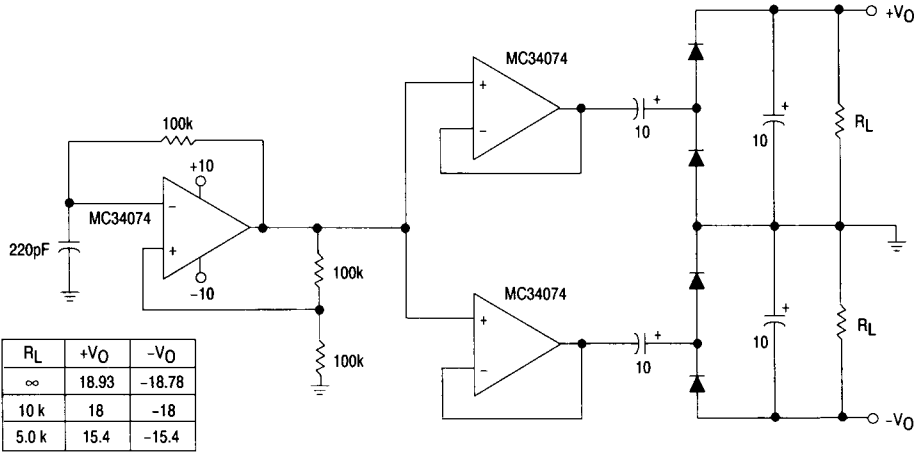 MC34074
+
−
+
10
+VO
+
10
RL
100k
+10
−
MC34074
+
−10
220pF
100k
100k
MC34074
+
−
+
10
+
10
RL
−VO
RL +VO −VO
∞ 18.93 −18.78
10 k 18 −18
5.0 k 15.4 −15.4